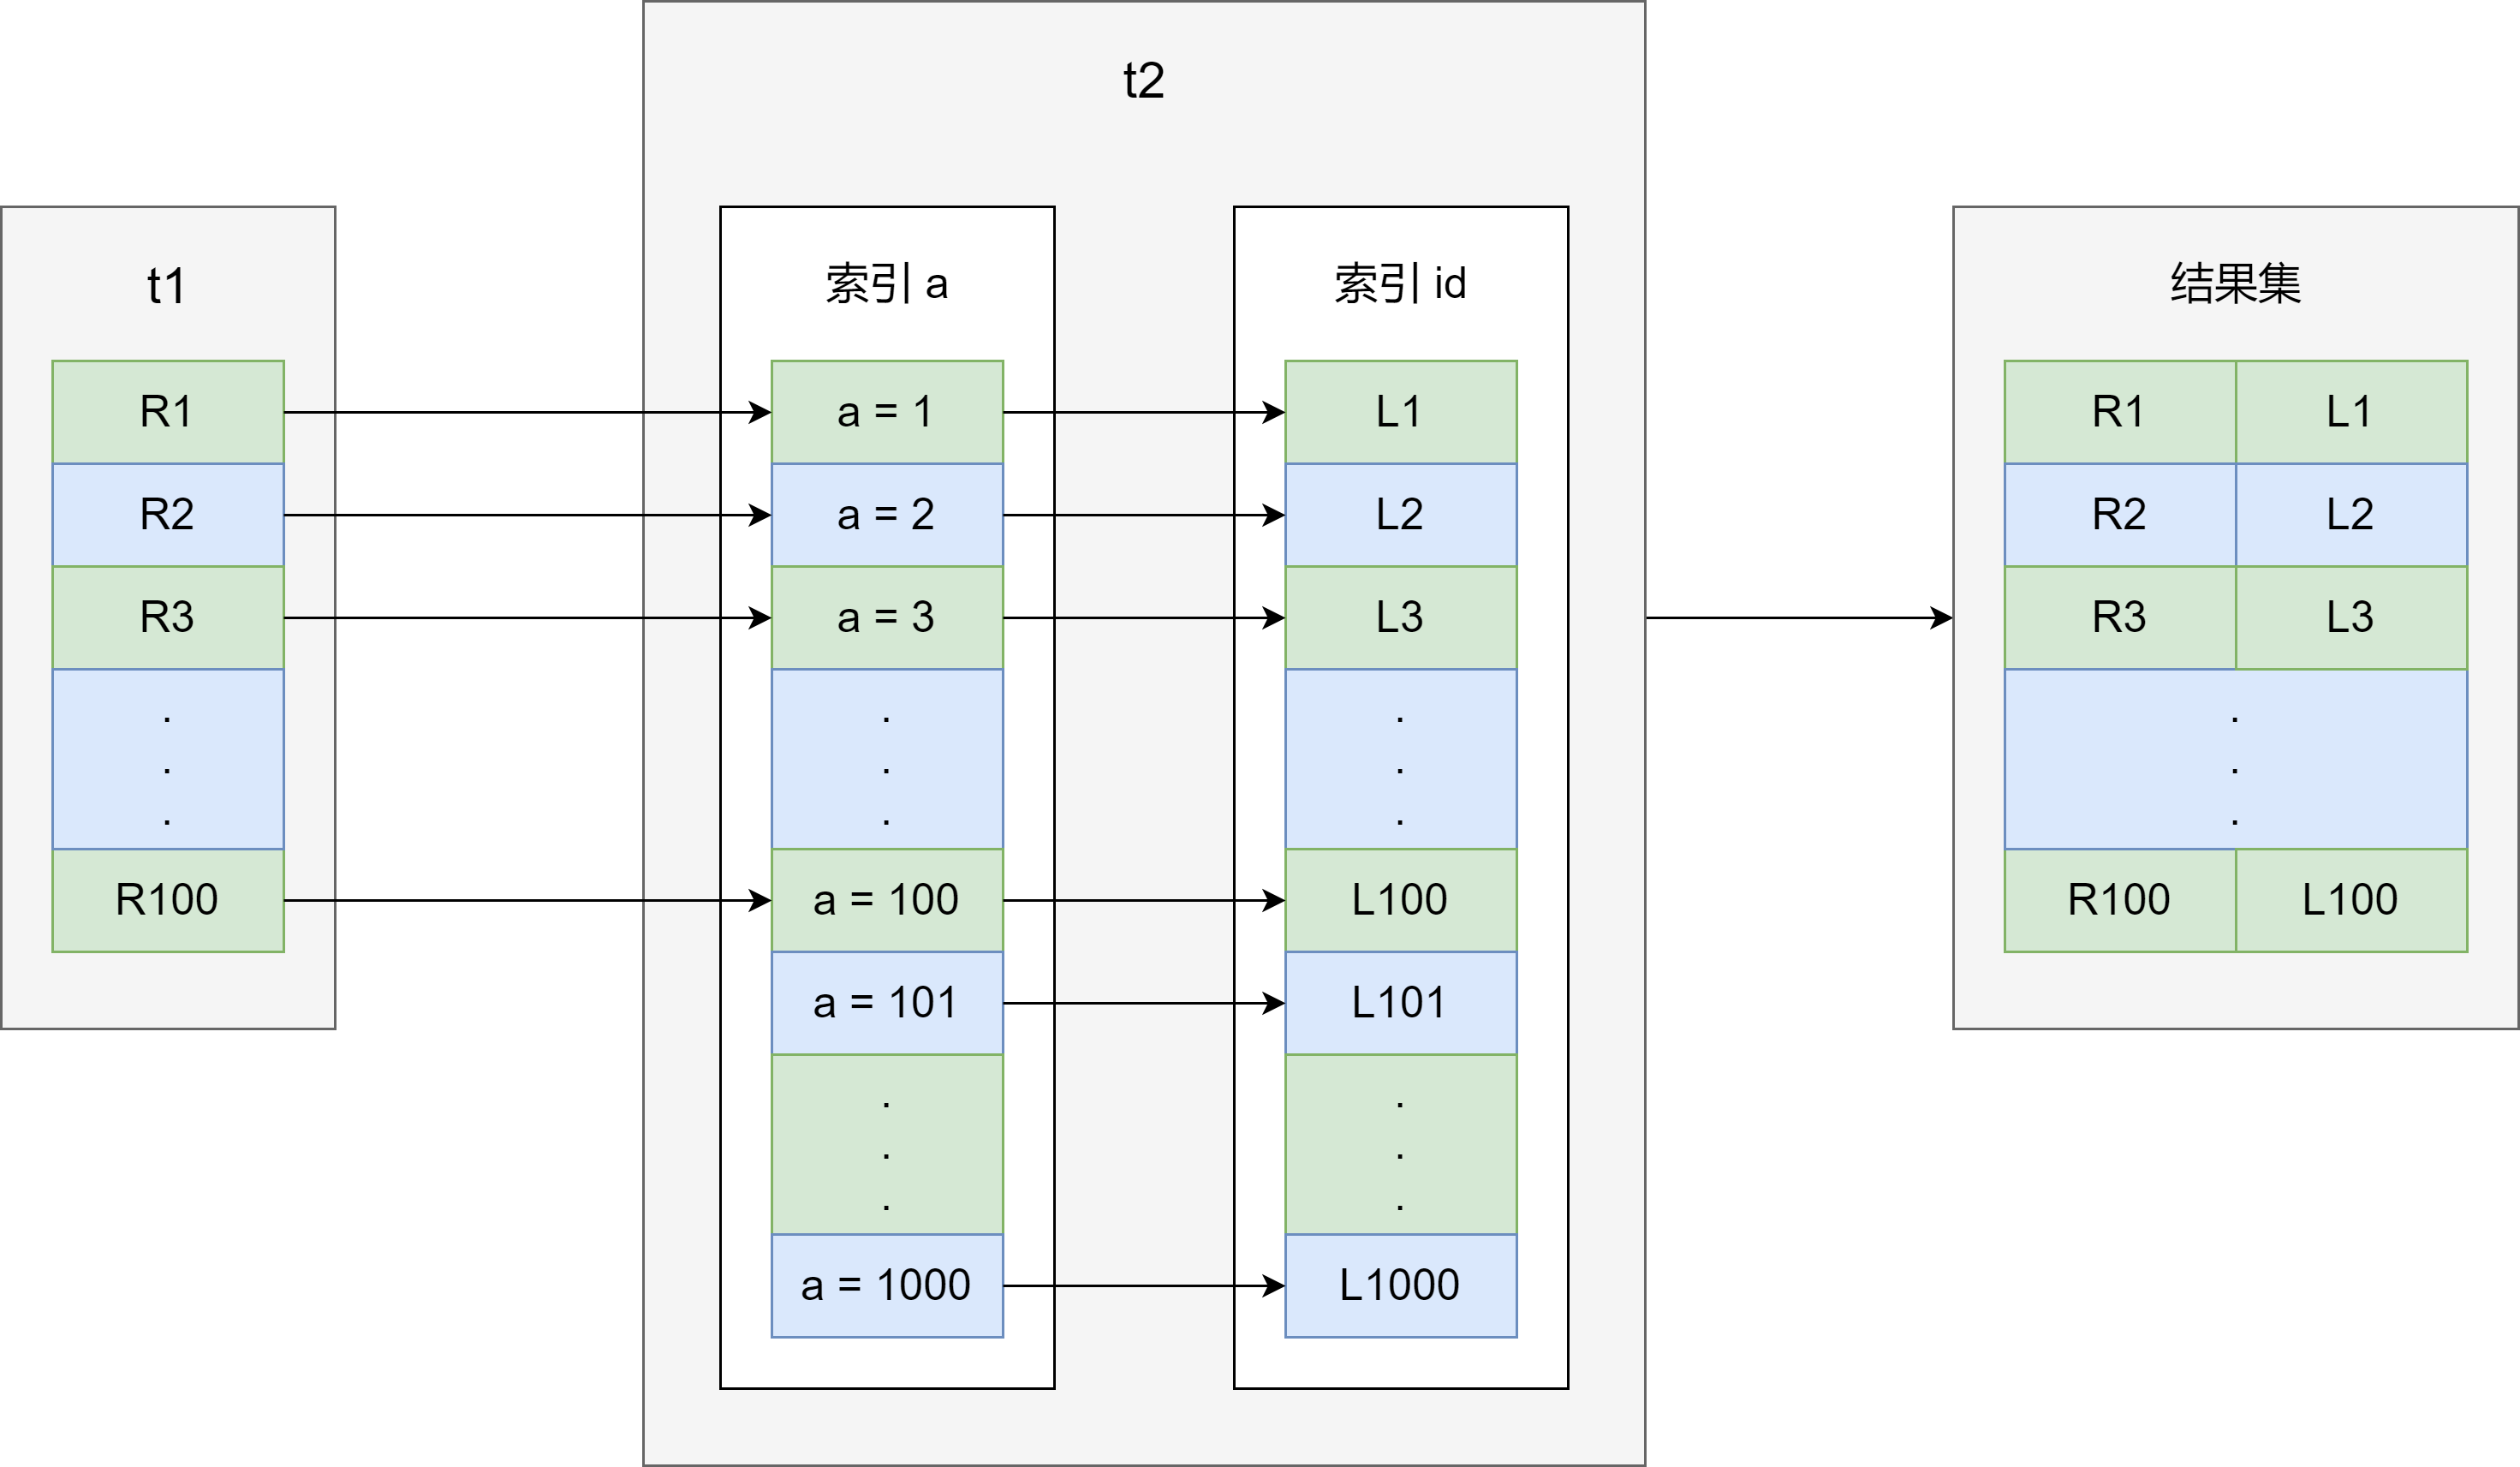 t1
R1
R2
R3
.
.
.
R100
t2
索引 a
a = 1
a = 2
a = 3
.
.
.
a = 100
a = 101
.
.
.
a = 1000
索引 id
L1
L2
L3
.
.
.
L100
L101
.
.
.
L1000
结果集
R1 L1
R2 L2
R3 L3
.
.
.
R100 L100